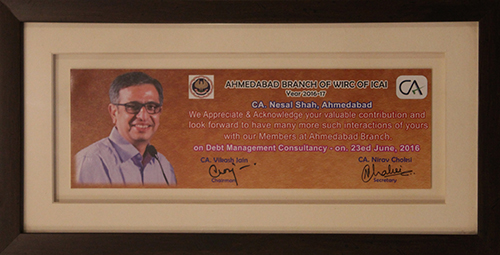 AHMEDABAD BRANCH OF WIRC OF ICAI
Year 2016-17
CA
CA. Nesal Shah, Ahmedabad
We Appreciate & Acknowledge your valuable contribution and
look forward to have many more such interactions of yours
with our Members at Ahmedabad Branch.
on Debt Management Consultancy - on. 23ed June, 2016
CA. Vikash Jain
Chairman
CA. Nirav Choksi
Secretary